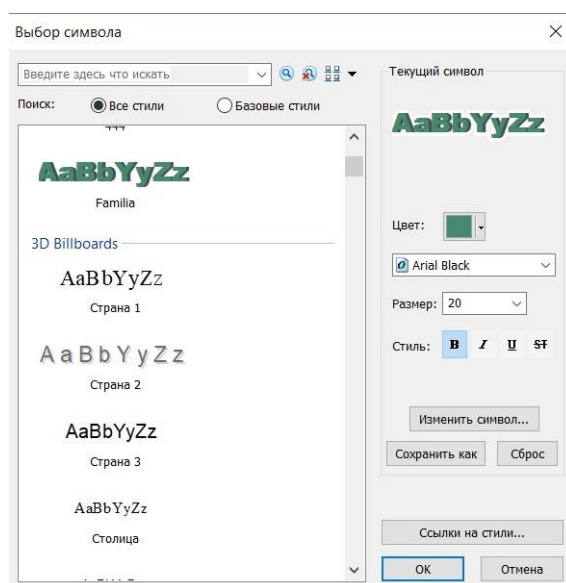 Выбор символа
Введите здесь что искать
Поиск: Все стили Базовые стили
444
AaBbYyZz
Familia
3D Billboards
AaBbYyZz
Страна 1
AaBbYyZz
Страна 2
AaBbYyZz
Страна 3
AaBbYyZz
Столица
Текущий символ
AaBbYyZz
Цвет:
Arial Black
Размер: 20
Стиль: B I U ST
Изменить символ...
Сохранить как Сброс
Ссылки на стили...
OK Отмена